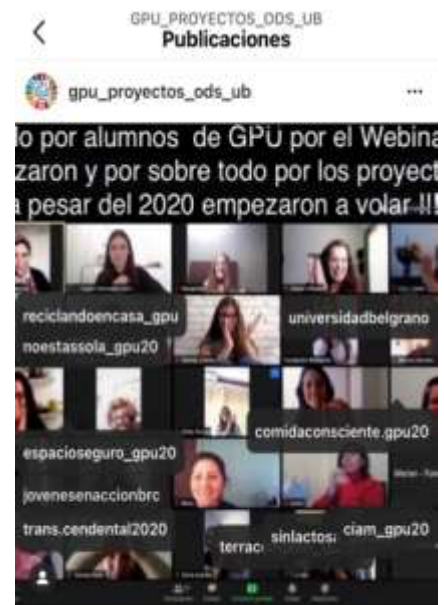 GPU_PROYECTOS_ODS_UB
Publicaciones
gpu_proyectos_ods_ub
lo por alumnos de GPU por el Webina
zaron y por sobre todo por los proyect
a pesar del 2020 empezaron a volar !!!
reciclandoencasa_gpu
universidadbelgrano
noestassola_gpu20
comidaconsciente.gpu20
espacioseguro_gpu20
jovenesenaccionbrc
trans.cendental2020
ciam_gpu20
sinlactosa
terrac